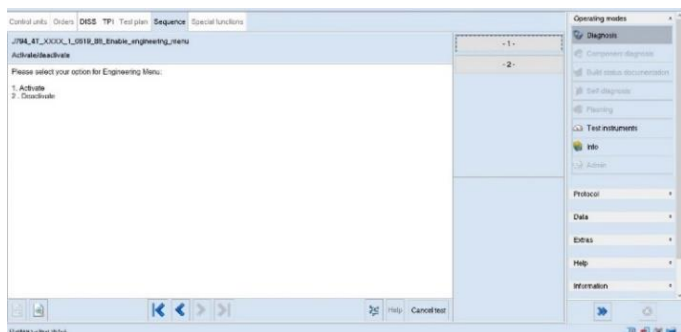 Control units Orders DISS TPI Test plan Sequence Special functions
J794_4T_XXXX_1_0819_88_Enable_engineering_menu
Activate/deactivate
Please select your option for Engineering Menu:
1. Activate
2. Deactivate
- 1 -
- 2 -
Operating modes
Diagnosis
Component diagnosis
Build status documentation
Self-diagnosis
Planning
Test instruments
Info
Admin
Protocol
Data
Extras
Help
Information
Help
Cancel test